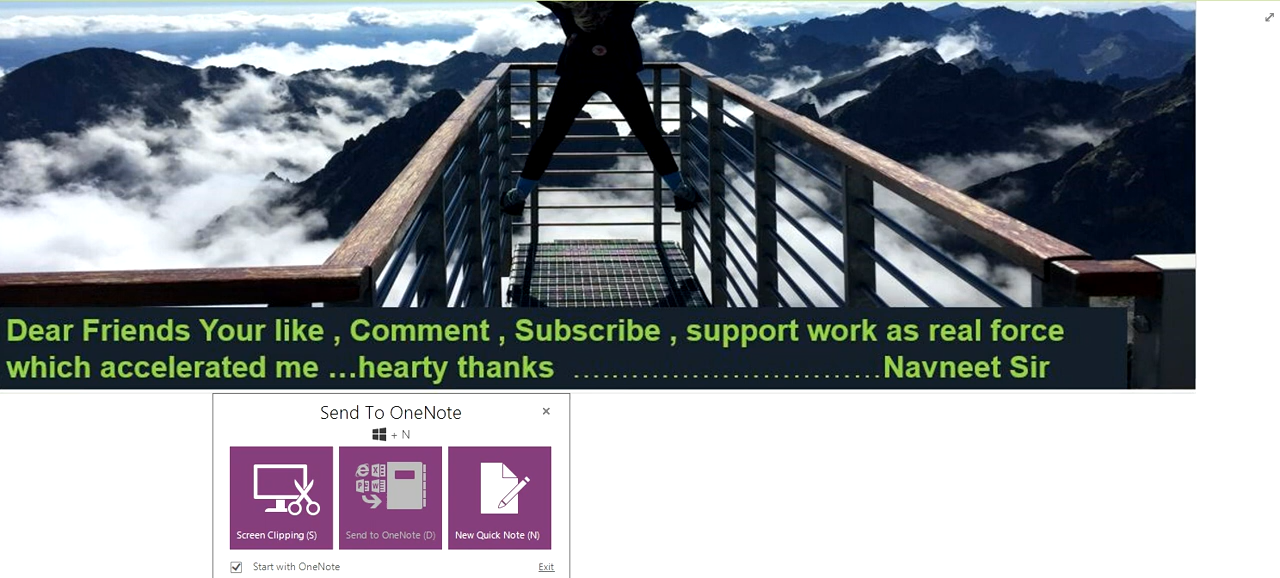 Dear Friends Your like , Comment , Subscribe , support work as real force
which accelerated me ...hearty thanks ................................Navneet Sir
Send To OneNote
+ N
Screen Clipping (S)
Send to OneNote (D)
New Quick Note (N)
Start with OneNote
Exit